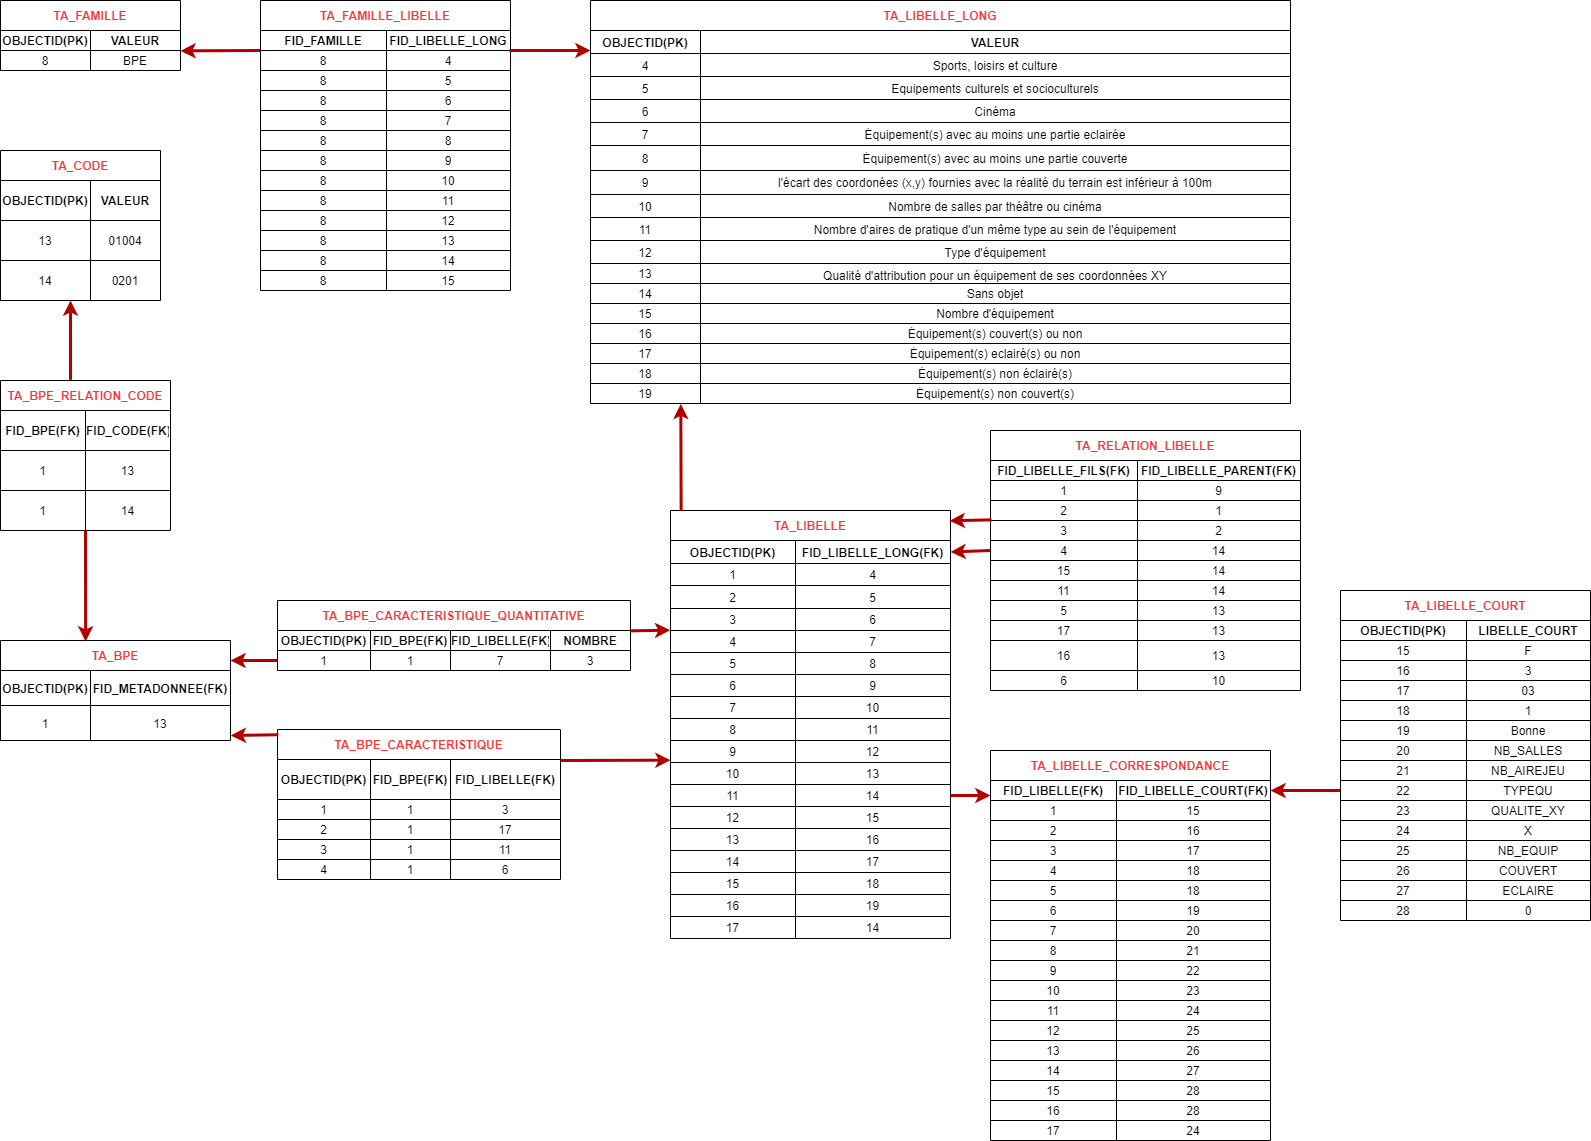 TA_FAMILLE
OBJECTID(PK) VALEUR
8 BPE
TA_FAMILLE_LIBELLE
FID_FAMILLE FID_LIBELLE_LONG
8 4
8 5
8 6
8 7
8 8
8 9
8 10
8 11
8 12
8 13
8 14
8 15
TA_LIBELLE_LONG
OBJECTID(PK) VALEUR
4 Sports, loisirs et culture
5 Equipements culturels et socioculturels
6 Cinéma
7 Équipement(s) avec au moins une partie eclairée
8 Équipement(s) avec au moins une partie couverte
9 l'écart des coordonées (x,y) fournies avec la réalité du terrain est inférieur à 100m
10 Nombre de salles par théâtre ou cinéma
11 Nombre d'aires de pratique d'un même type au sein de l'équipement
12 Type d'équipement
13 Qualité d'attribution pour un équipement de ses coordonnées XY
14 Sans objet
15 Nombre d'équipement
16 Équipement(s) couvert(s) ou non
17 Équipement(s) eclairé(s) ou non
18 Équipement(s) non éclairé(s)
19 Équipement(s) non couvert(s)
TA_CODE
OBJECTID(PK) VALEUR
13 01004
14 0201
TA_BPE_RELATION_CODE
FID_BPE(FK) FID_CODE(FK)
1 13
1 14
TA_BPE
OBJECTID(PK) FID_METADONNEE(FK)
1 13
TA_BPE_CARACTERISTIQUE_QUANTITATIVE
OBJECTID(PK) FID_BPE(FK) FID_LIBELLE(FK) NOMBRE
1 1 7 3
TA_BPE_CARACTERISTIQUE
OBJECTID(PK) FID_BPE(FK) FID_LIBELLE(FK)
1 1 3
2 1 17
3 1 11
4 1 6
TA_LIBELLE
OBJECTID(PK) FID_LIBELLE_LONG(FK)
1 4
2 5
3 6
4 7
5 8
6 9
7 10
8 11
9 12
10 13
11 14
12 15
13 16
14 17
15 18
16 19
17 14
TA_RELATION_LIBELLE
FID_LIBELLE_FILS(FK) FID_LIBELLE_PARENT(FK)
1 9
2 1
3 2
4 14
15 14
11 14
5 13
17 13
16 13
6 10
TA_LIBELLE_CORRESPONDANCE
FID_LIBELLE(FK) FID_LIBELLE_COURT(FK)
1 15
2 16
3 17
4 18
5 18
6 19
7 20
8 21
9 22
10 23
11 24
12 25
13 26
14 27
15 28
16 28
17 24
TA_LIBELLE_COURT
OBJECTID(PK) LIBELLE_COURT
15 F
16 3
17 03
18 1
19 Bonne
20 NB_SALLES
21 NB_AIREJEU
22 TYPEQU
23 QUALITE_XY
24 X
25 NB_EQUIP
26 COUVERT
27 ECLAIRE
28 0